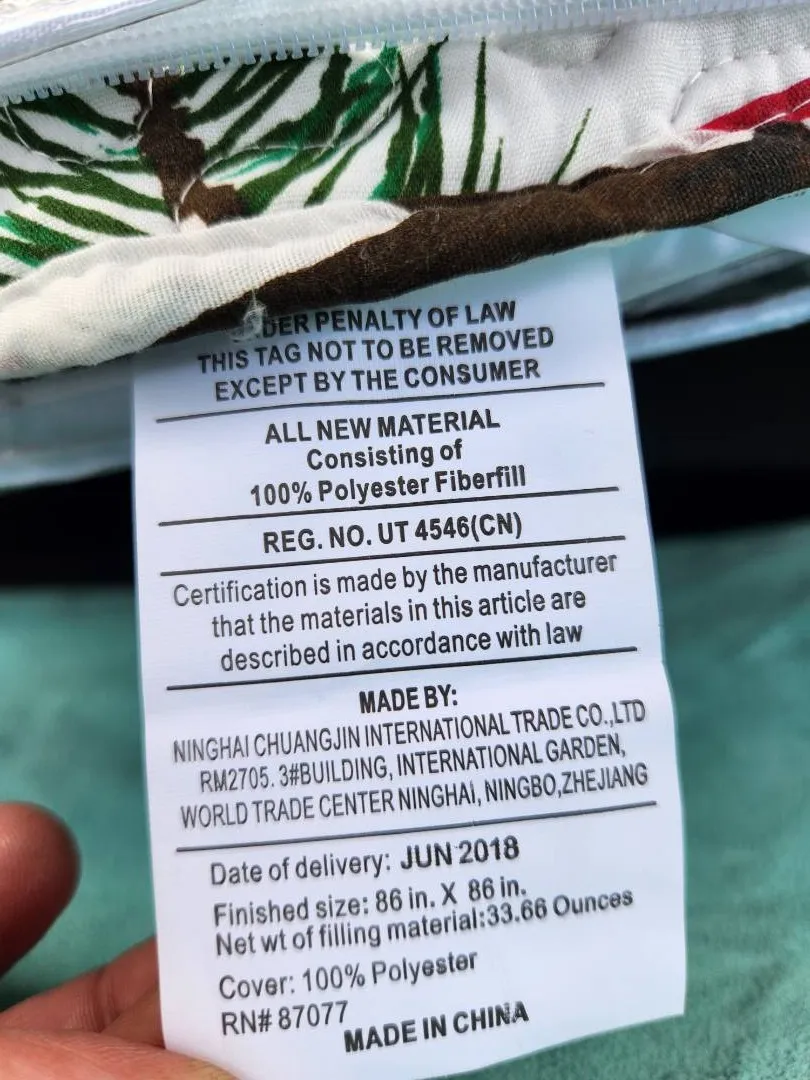 DER PENALTY OF LAW
THIS TAG NOT TO BE REMOVED
EXCEPT BY THE CONSUMER
ALL NEW MATERIAL
Consisting of
100% Polyester Fiberfill
REG. NO. UT 4546(CN)
Certification is made by the manufacturer
that the materials in this article are
described in accordance with law
MADE BY:
NINGHAI CHUANGJIN INTERNATIONAL TRADE CO.,LTD
RM2705. 3#BUILDING, INTERNATIONAL GARDEN,
WORLD TRADE CENTER NINGHAI, NINGBO,ZHEJIANG
Date of delivery: JUN 2018
Finished size: 86 in. X 86 in.
Net wt of filling material:33.66 Ounces
Cover: 100% Polyester
RN# 87077
MADE IN CHINA